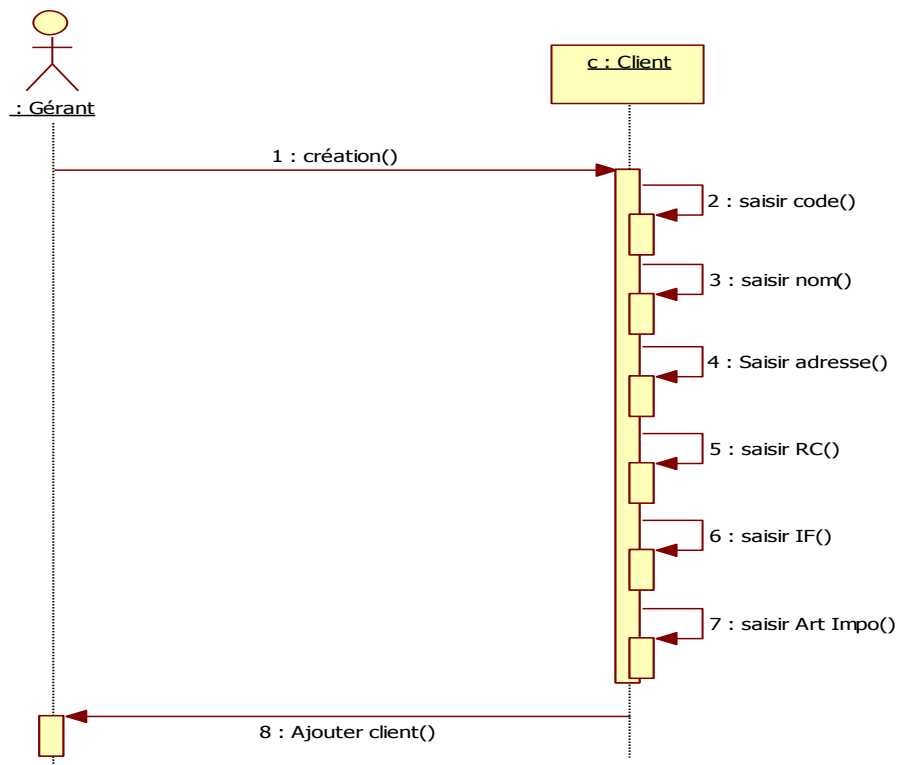 c : Client
: Gérant
1 : création()
2 : saisir code()
3 : saisir nom()
4 : Saisir adresse()
5 : saisir RC()
6 : saisir IF()
7 : saisir Art Impo()
8 : Ajouter client()